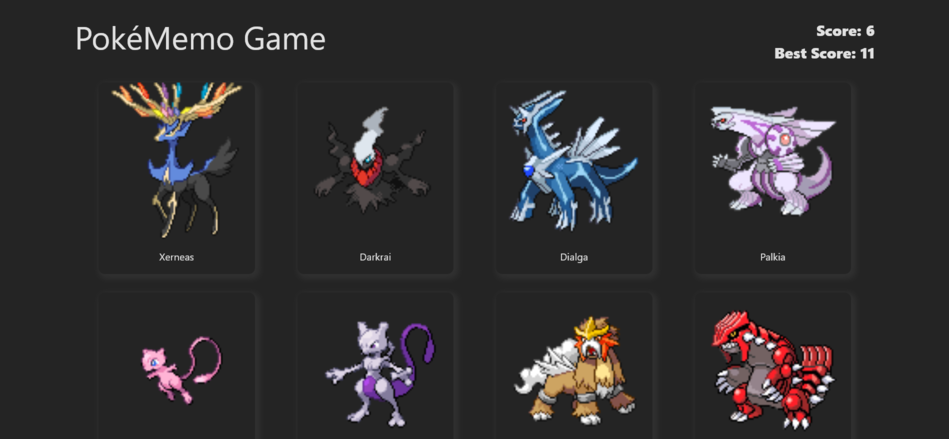 PokéMemo Game
Score: 6
Best Score: 11
Xerneas
Darkrai
Dialga
Palkia